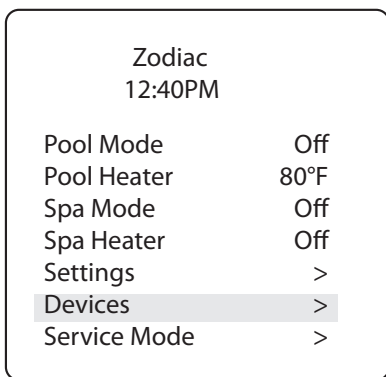 Zodiac
12:40PM
Pool Mode Off
Pool Heater 80°F
Spa Mode Off
Spa Heater Off
Settings >
Devices >
Service Mode >